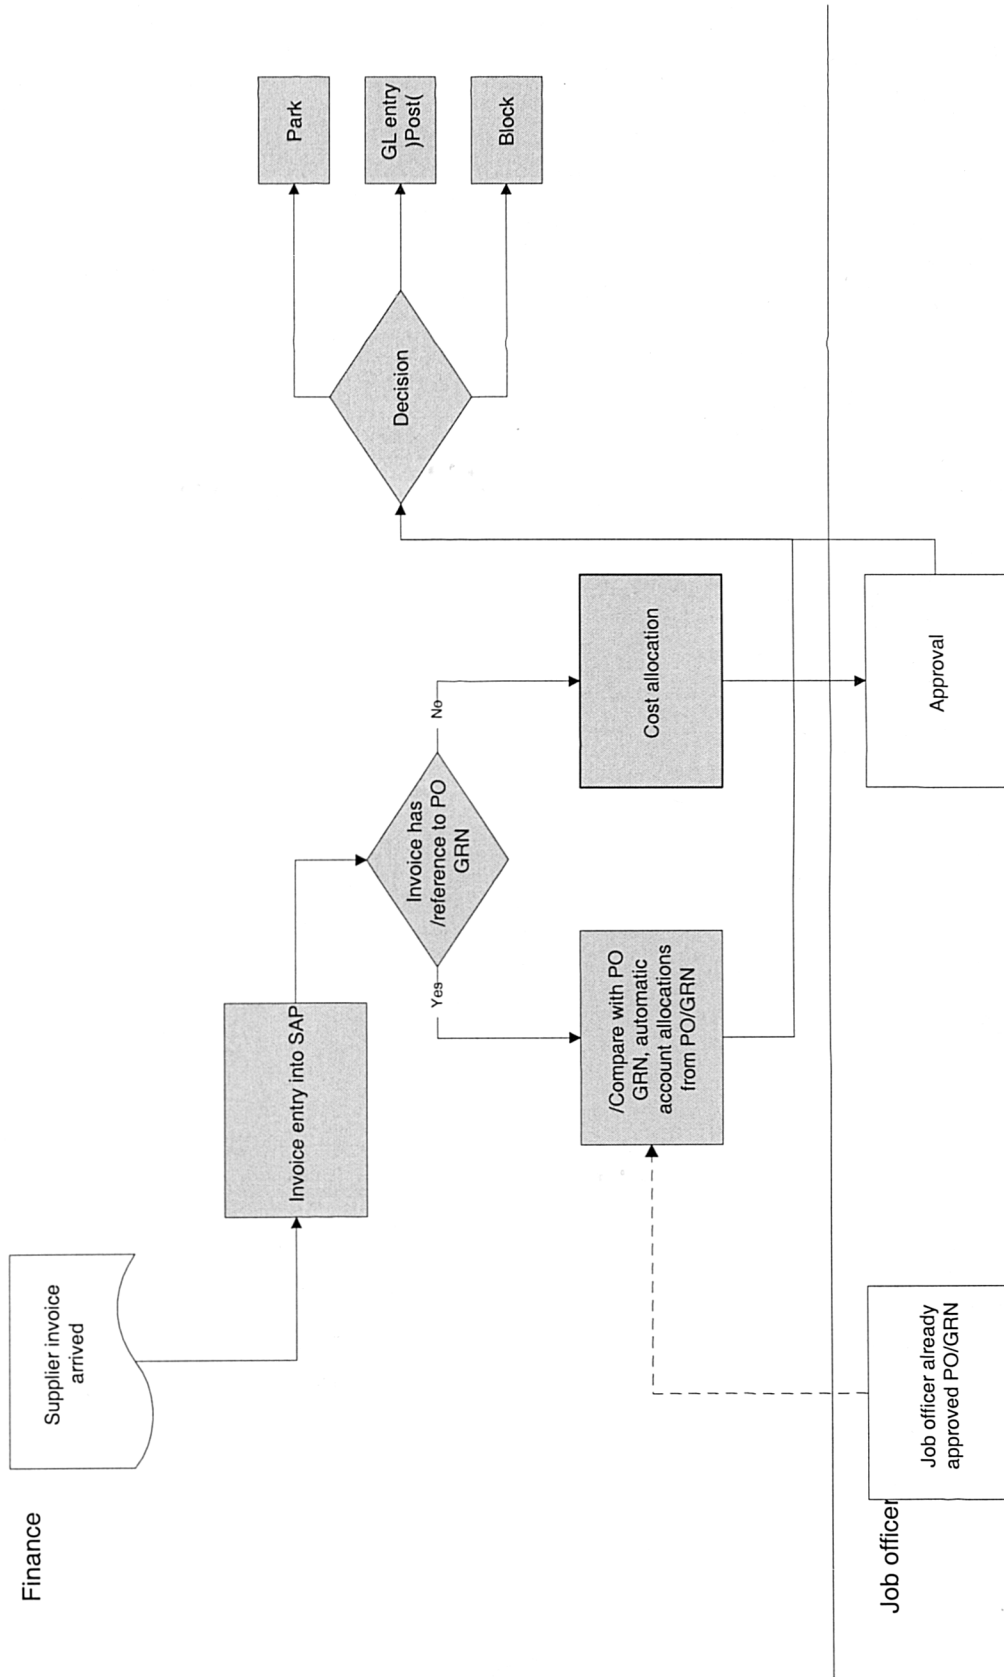 Finance
Supplier invoice
arrived
Invoice entry into SAP
Invoice has
/reference to PO
GRN
Yes
No
/Compare with PO
GRN, automatic
account allocations
from PO/GRN
Cost allocation
Decision
Park
GL entry
)Post(
Block
Job officer
Job officer already
approved PO/GRN
Approval